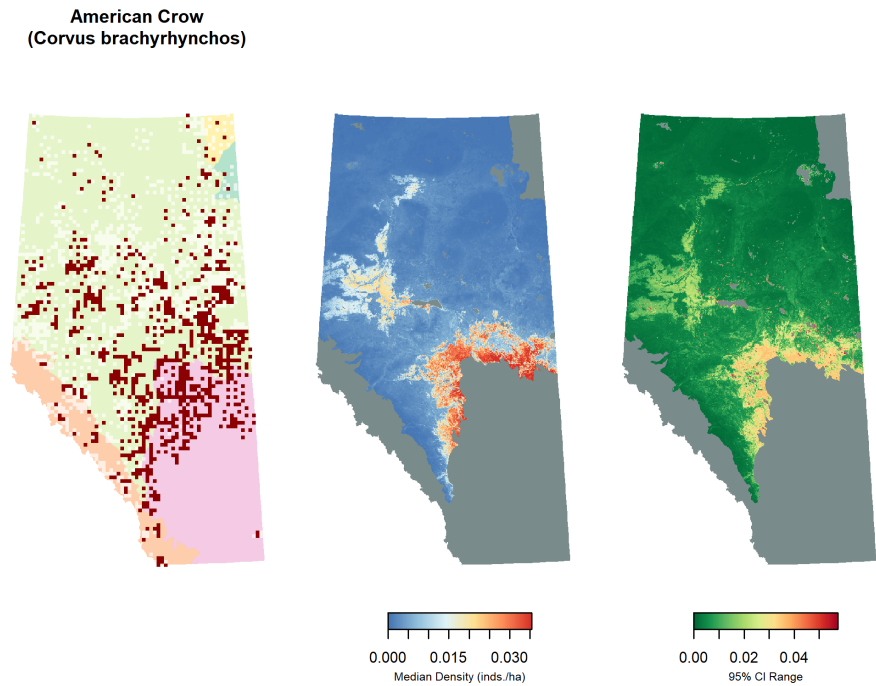 American Crow
(Corvus brachyrhynchos)
0.000 0.015 0.030
Median Density (inds./ha)
0.00 0.02 0.04
95% CI Range